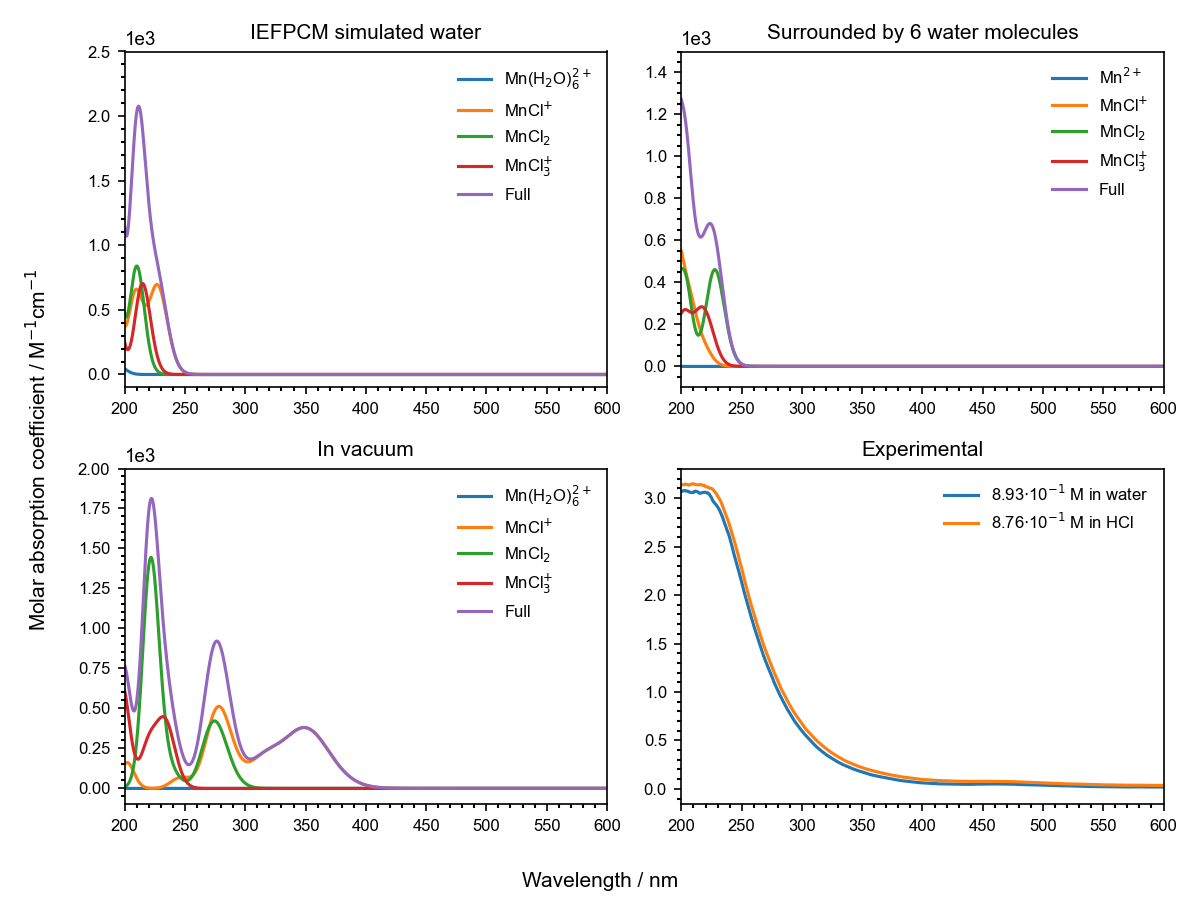 IEFPCM simulated water
1e3
2.5
2.0
1.5
1.0
0.5
0.0
200 250 300 350 400 450 500 550 600
Mn(H₂O)₆²⁺
MnCl⁺
MnCl₂
MnCl₃⁺
Full
Surrounded by 6 water molecules
1e3
1.4
1.2
1.0
0.8
0.6
0.4
0.2
0.0
200 250 300 350 400 450 500 550 600
Mn²⁺
MnCl⁺
MnCl₂
MnCl₃⁺
Full
Molar absorption coefficient / M⁻¹cm⁻¹
In vacuum
1e3
2.00
1.75
1.50
1.25
1.00
0.75
0.50
0.25
0.00
200 250 300 350 400 450 500 550 600
Mn(H₂O)₆²⁺
MnCl⁺
MnCl₂
MnCl₃⁺
Full
Experimental
3.0
2.5
2.0
1.5
1.0
0.5
0.0
200 250 300 350 400 450 500 550 600
8.93·10⁻¹ M in water
8.76·10⁻¹ M in HCl
Wavelength / nm